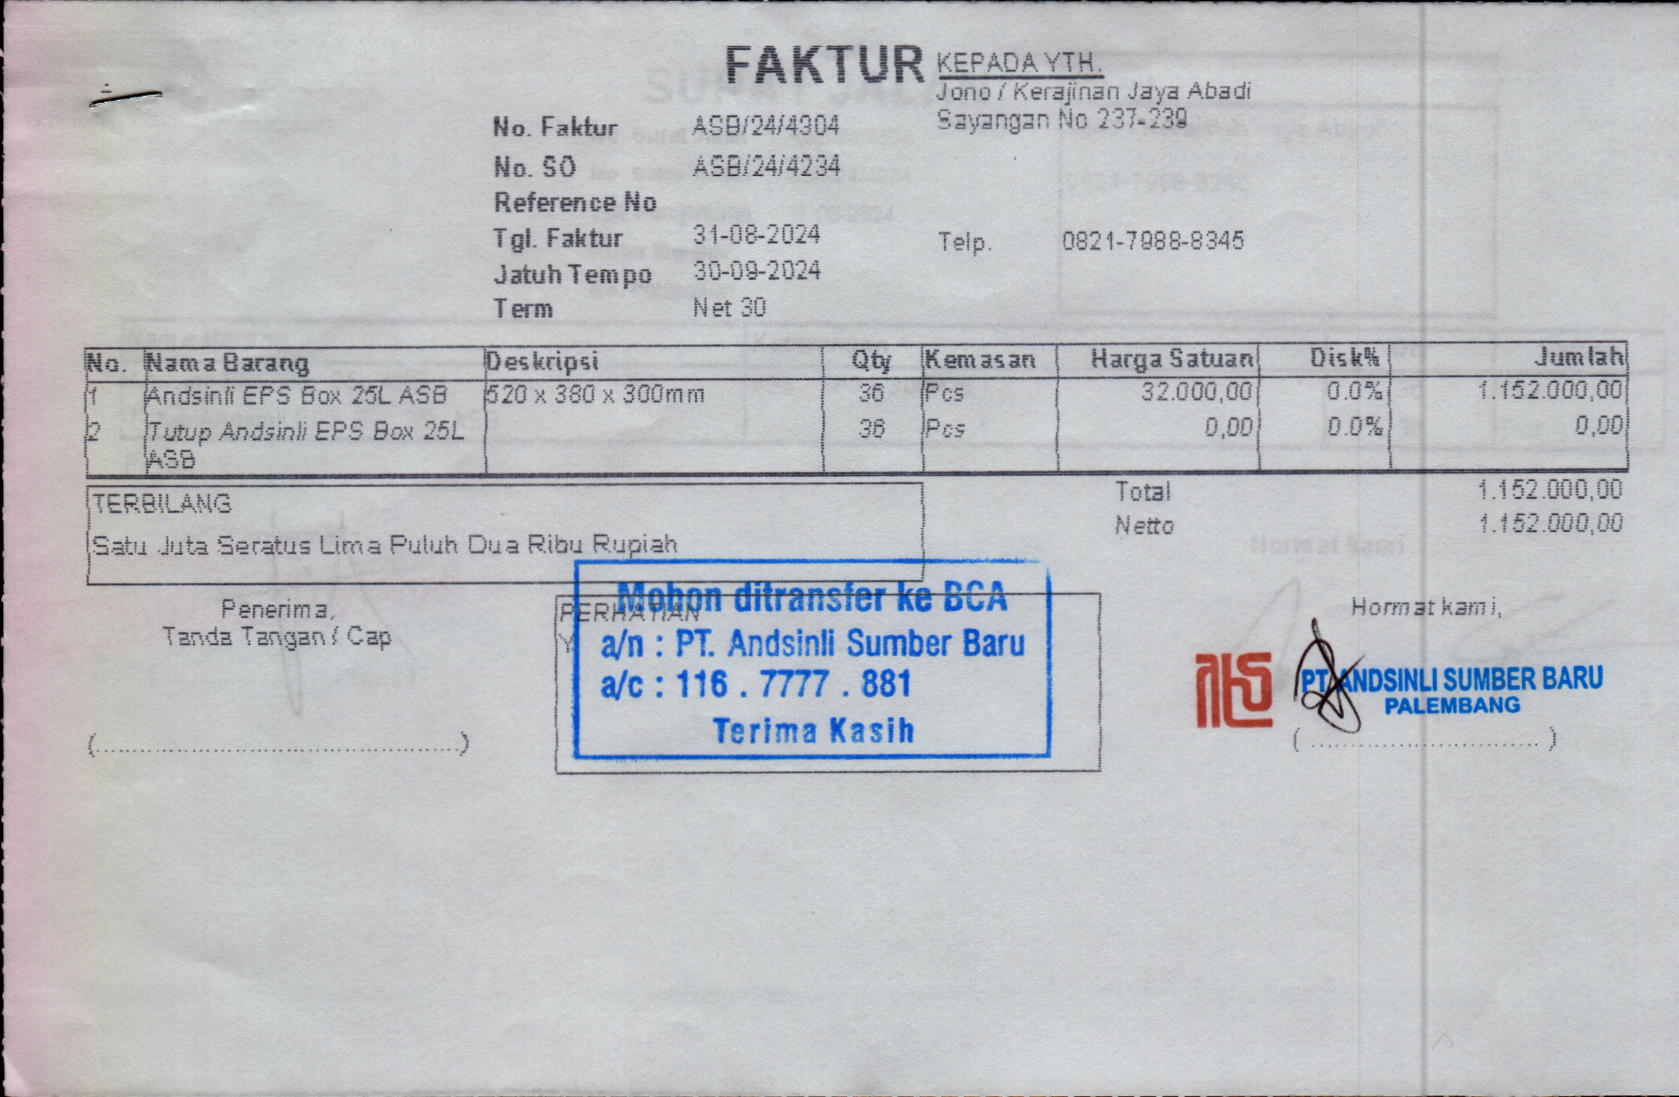 FAKTUR
KEPADA YTH.
Jono / Kerajinan Jaya Abadi
Sayangan No 237-239
No. Faktur ASB/24/4304
No. SO ASB/24/4234
Reference No
Tgl. Faktur 31-08-2024
Telp. 0821-7988-8345
Jatuh Tempo 30-09-2024
Term Net 30
No. Nama Barang Deskripsi Qty Kemasan Harga Satuan Disk% Jumlah
1 Andsinli EPS Box 25L ASB 520 x 380 x 300mm 36 Pcs 32.000,00 0.0% 1.152.000,00
2 Tutup Andsinli EPS Box 25L 36 Pcs 0,00 0.0% 0,00
ASB
TERBILANG
Satu Juta Seratus Lima Puluh Dua Ribu Rupiah
Total 1.152.000,00
Netto 1.152.000,00
Penerima,
Tanda Tangan / Cap
(..................................................)
PERHATIAN
Mohon ditransfer ke BCA
a/n : PT. Andsinli Sumber Baru
a/c : 116 . 7777 . 881
Terima Kasih
Hormat kami,
PT. ANDSINLI SUMBER BARU
PALEMBANG
( ................................ )